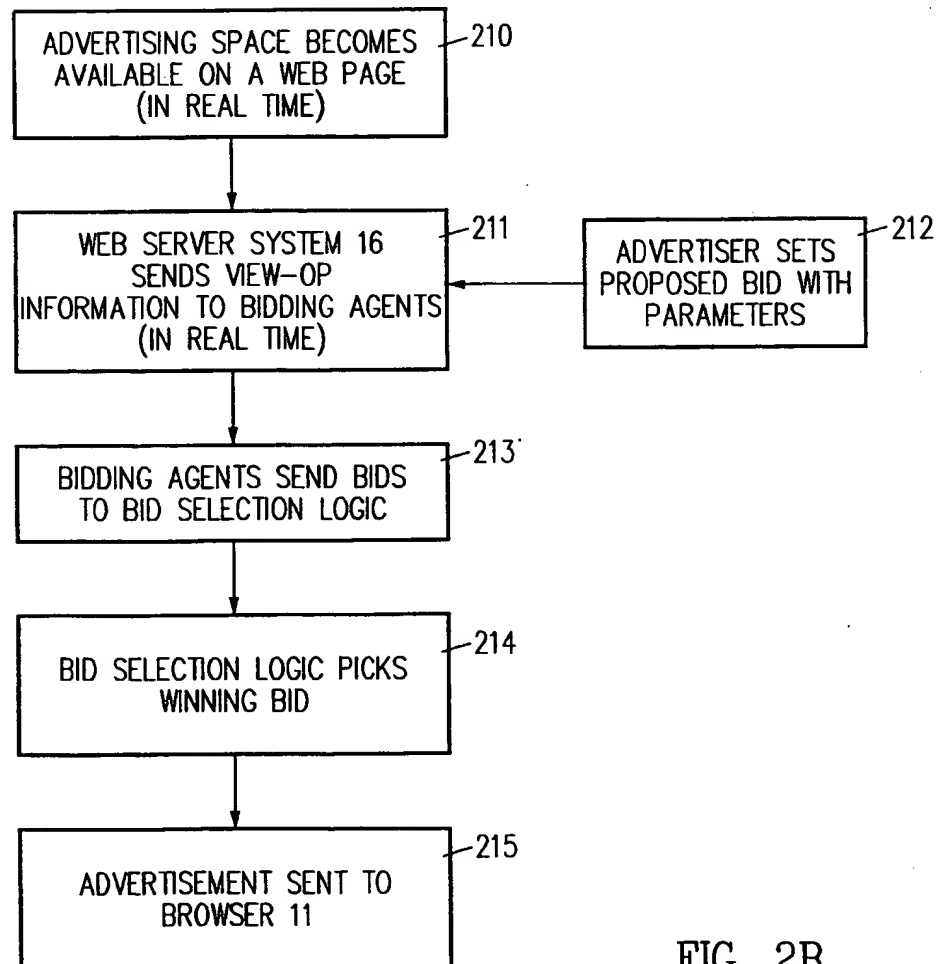 ADVERTISING SPACE BECOMES
AVAILABLE ON A WEB PAGE
(IN REAL TIME)
210
WEB SERVER SYSTEM 16
SENDS VIEW-OP
INFORMATION TO BIDDING AGENTS
(IN REAL TIME)
211
ADVERTISER SETS
PROPOSED BID WITH
PARAMETERS
212
BIDDING AGENTS SEND BIDS
TO BID SELECTION LOGIC
213
BID SELECTION LOGIC PICKS
WINNING BID
214
ADVERTISEMENT SENT TO
BROWSER 11
215
FIG. 2B